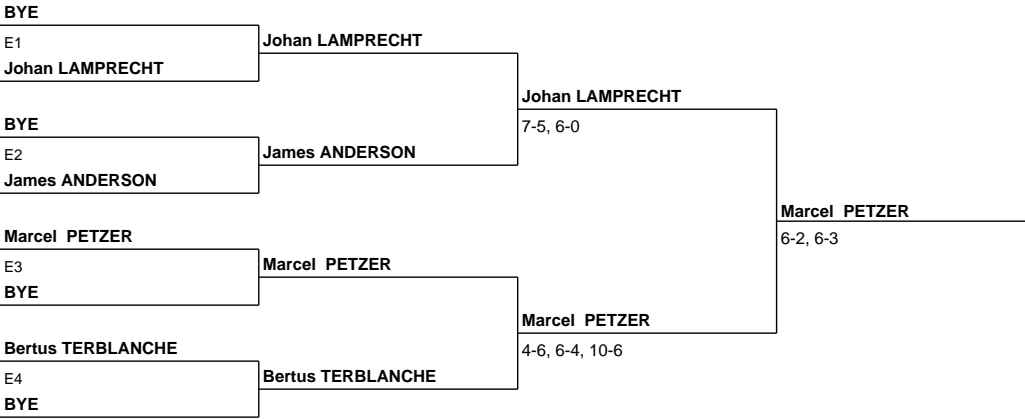 BYE
E1
Johan LAMPRECHT
BYE
E2
James ANDERSON
Marcel PETZER
E3
BYE
Bertus TERBLANCHE
E4
BYE
Johan LAMPRECHT
James ANDERSON
Marcel PETZER
Bertus TERBLANCHE
Johan LAMPRECHT
7-5, 6-0
Marcel PETZER
4-6, 6-4, 10-6
Marcel PETZER
6-2, 6-3